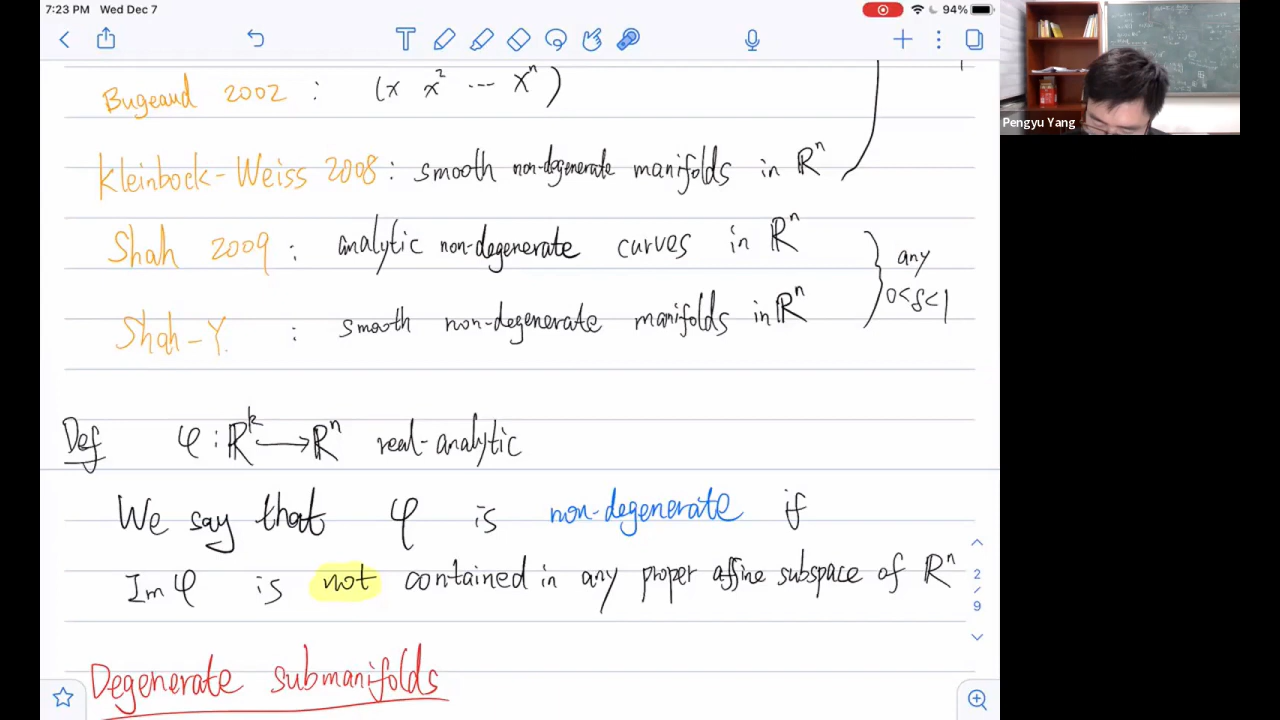 7:23 PM Wed Dec 7
94%
Pengyu Yang
Bugeaud 2002 : (x x² ... xⁿ)
Kleinbock-Weiss 2008 : smooth non-degenerate manifolds in ℝⁿ
Shah 2009 : analytic non-degenerate curves in ℝⁿ
any
0<δ<1
Shah-Y. : smooth non-degenerate manifolds in ℝⁿ
Def φ : ℝᵏ → ℝⁿ real-analytic
We say that φ is non-degenerate if
Im φ is not contained in any proper affine subspace of ℝⁿ
2
/
9
Degenerate submanifolds